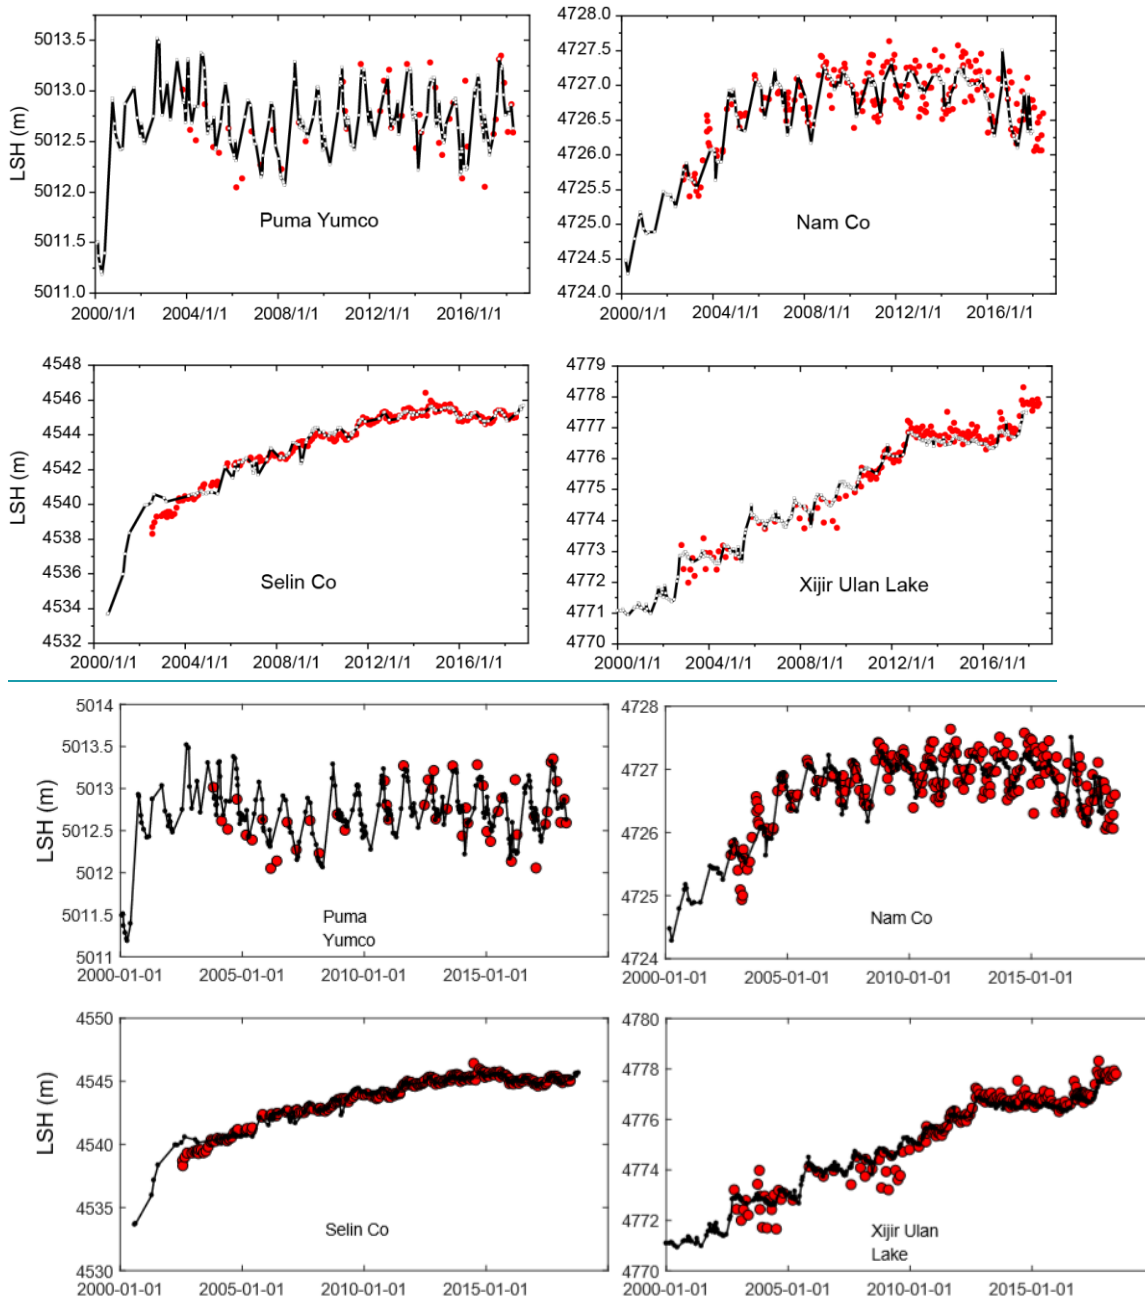 LSH (m)
5013.5
5013.0
5012.5
5012.0
5011.5
5011.0
Puma Yumco
2000/1/1 2004/1/1 2008/1/1 2012/1/1 2016/1/1
4728.0
4727.5
4727.0
4726.5
4726.0
4725.5
4725.0
4724.5
4724.0
Nam Co
2000/1/1 2004/1/1 2008/1/1 2012/1/1 2016/1/1
LSH (m)
4548
4546
4544
4542
4540
4538
4536
4534
4532
Selin Co
2000/1/1 2004/1/1 2008/1/1 2012/1/1 2016/1/1
4779
4778
4777
4776
4775
4774
4773
4772
4771
4770
Xijir Ulan Lake
2000/1/1 2004/1/1 2008/1/1 2012/1/1 2016/1/1
LSH (m)
5014
5013.5
5013
5012.5
5012
5011.5
5011
Puma
Yumco
2000-01-01 2005-01-01 2010-01-01 2015-01-01
4728
4727
4726
4725
4724
Nam Co
2000-01-01 2005-01-01 2010-01-01 2015-01-01
LSH (m)
4550
4545
4540
4535
4530
Selin Co
2000-01-01 2005-01-01 2010-01-01 2015-01-01
4780
4778
4776
4774
4772
4770
Xijir Ulan
Lake
2000-01-01 2005-01-01 2010-01-01 2015-01-01